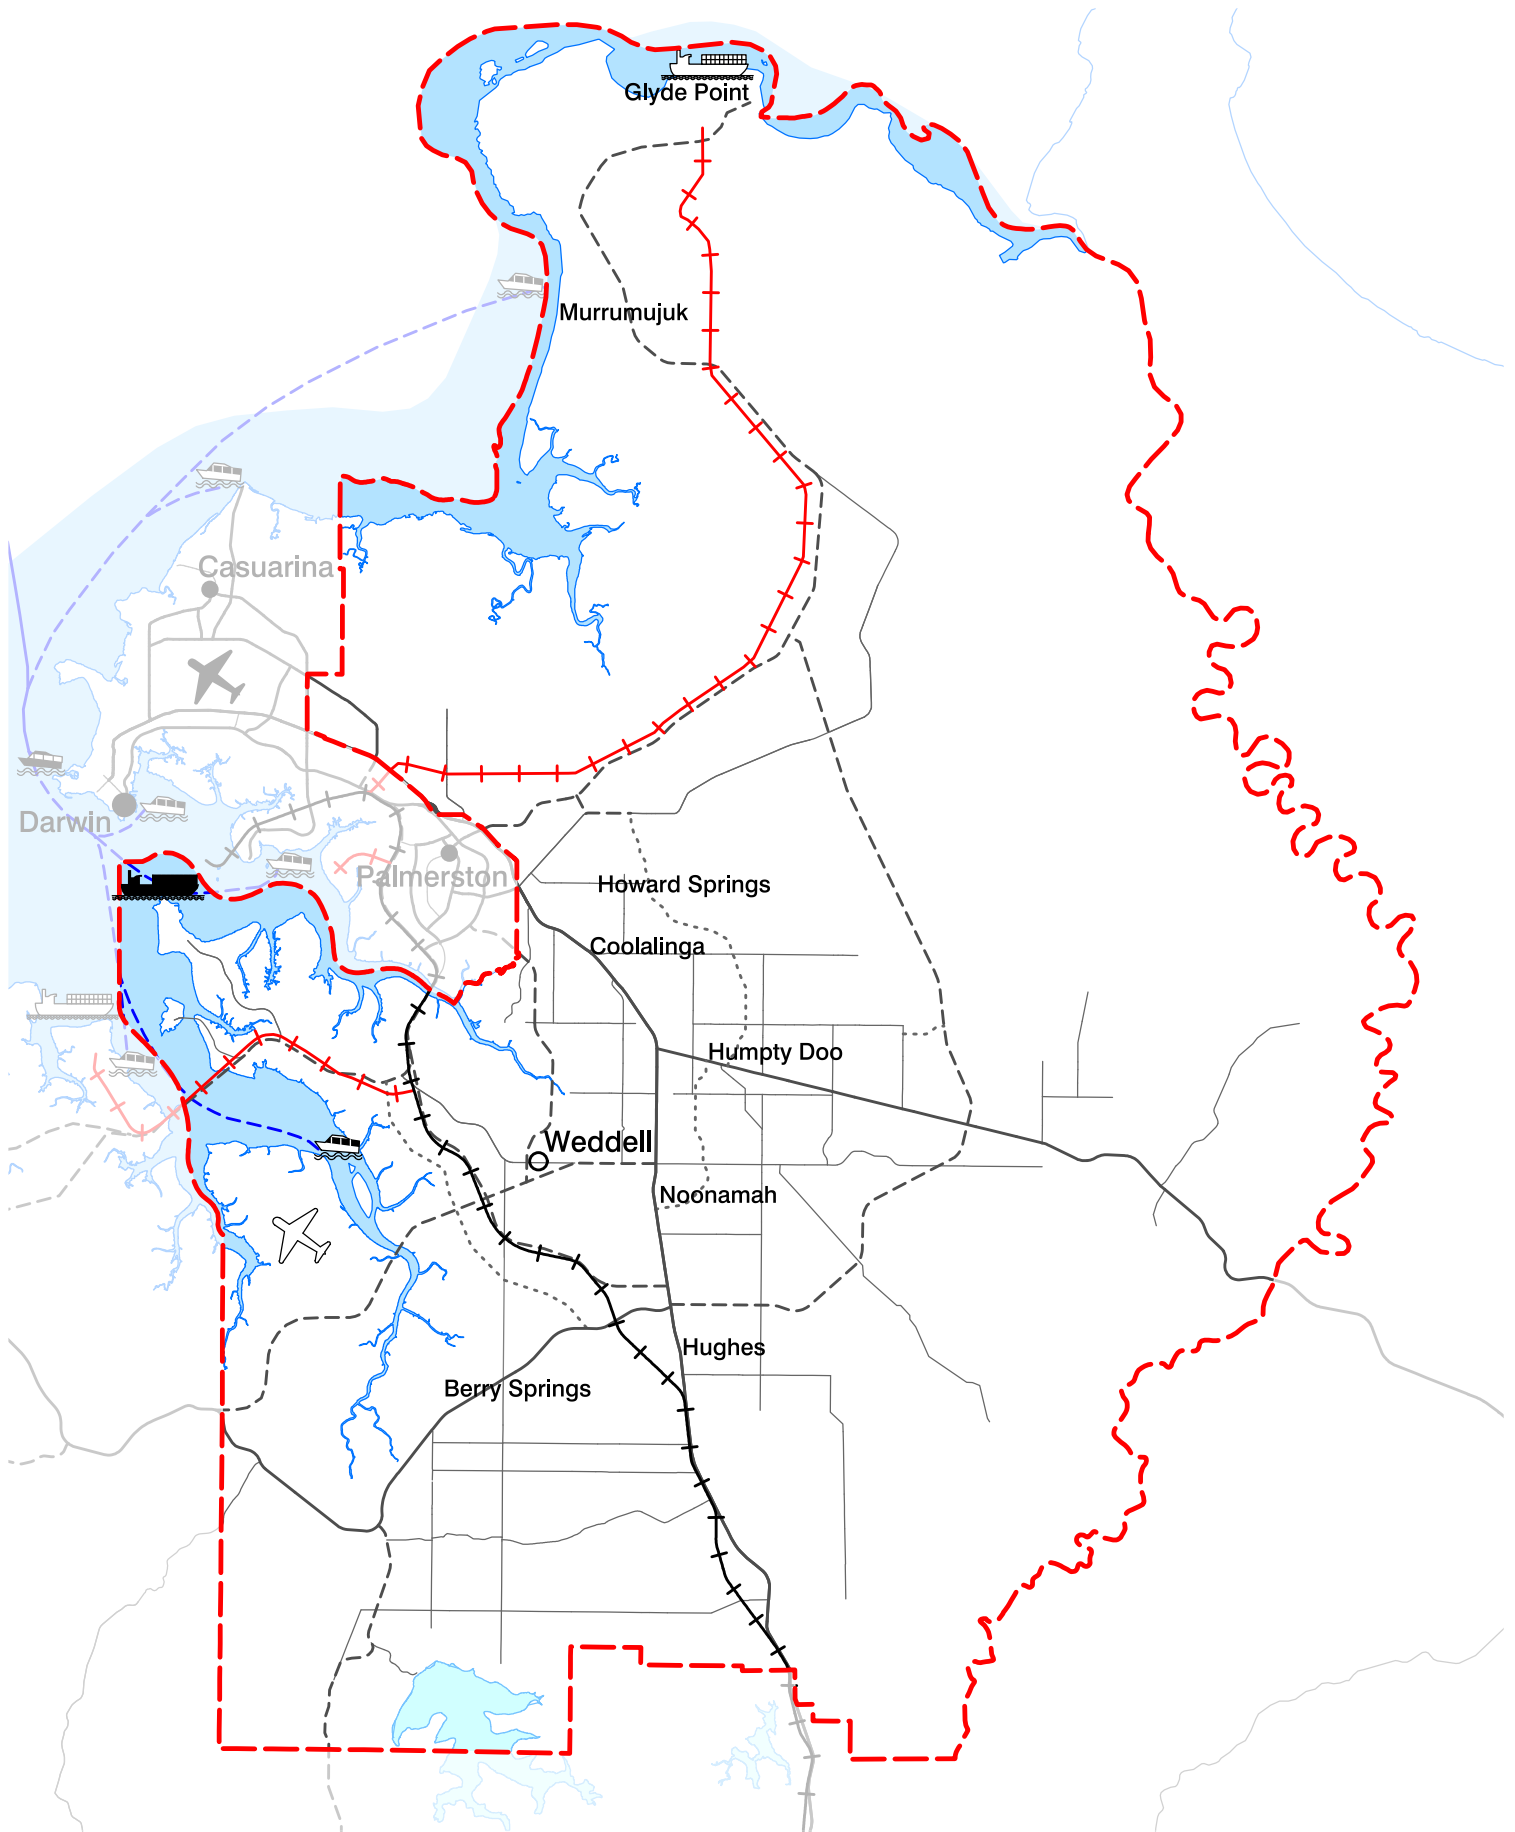 Glyde Point
Murrumujuk
Casuarina
Darwin
Palmerston
Howard Springs
Coolalinga
Humpty Doo
Weddell
Noonamah
Hughes
Berry Springs